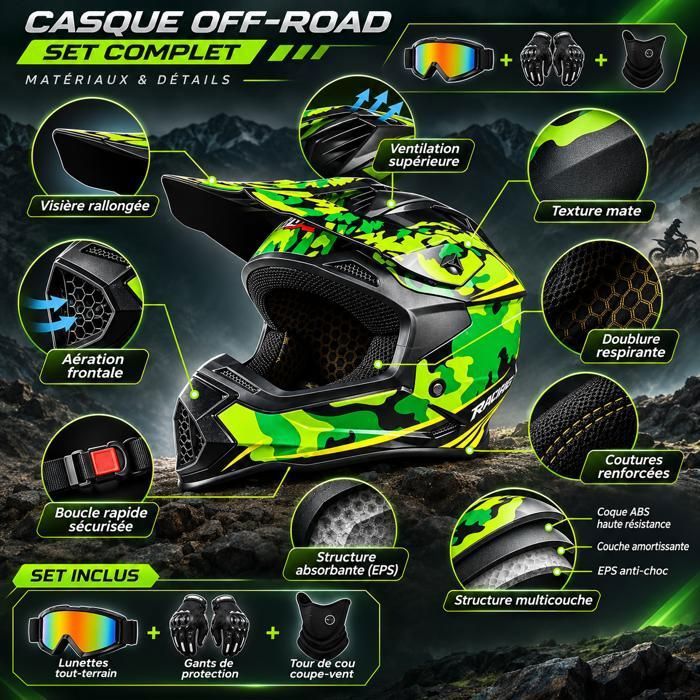 CASQUE OFF-ROAD
SET COMPLET
MATÉRIAUX & DÉTAILS
Ventilation
supérieure
Visière rallongée
Texture mate
Aération
frontale
Doublure
respirante
RACING
Coutures
renforcées
Boucle rapide
sécurisée
Structure
absorbante (EPS)
Coque ABS
haute résistance
Couche amortissante
EPS anti-choc
Structure multicouche
SET INCLUS
Lunettes
tout-terrain
Gants de
protection
Tour de cou
coupe-vent